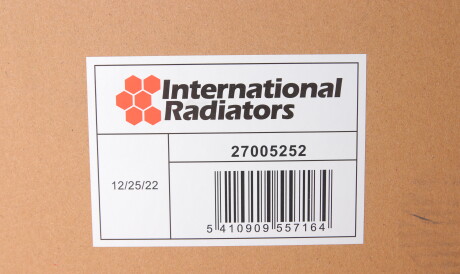 International
Radiators
27005252
12/25/22
5 410909 557164